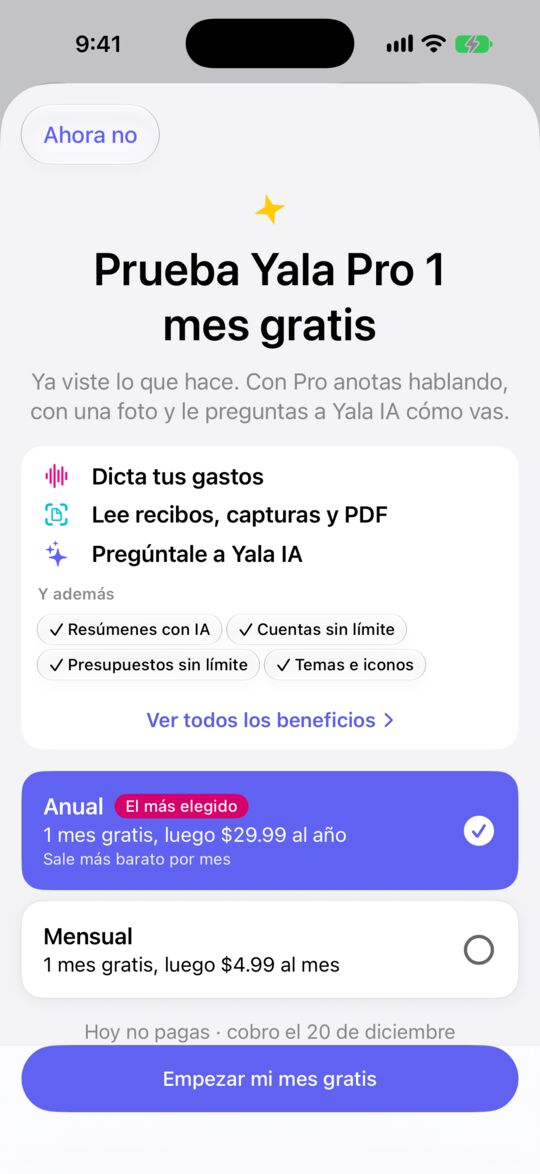 9:41
Ahora no
Prueba Yala Pro 1
mes gratis
Ya viste lo que hace. Con Pro anotas hablando,
con una foto y le preguntas a Yala IA cómo vas.
Dicta tus gastos
Lee recibos, capturas y PDF
Pregúntale a Yala IA
Y además
Resúmenes con IA
Cuentas sin límite
Presupuestos sin límite
Temas e iconos
Ver todos los beneficios
Anual
El más elegido
1 mes gratis, luego $29.99 al año
Sale más barato por mes
Mensual
1 mes gratis, luego $4.99 al mes
Hoy no pagas · cobro el 20 de diciembre
Empezar mi mes gratis